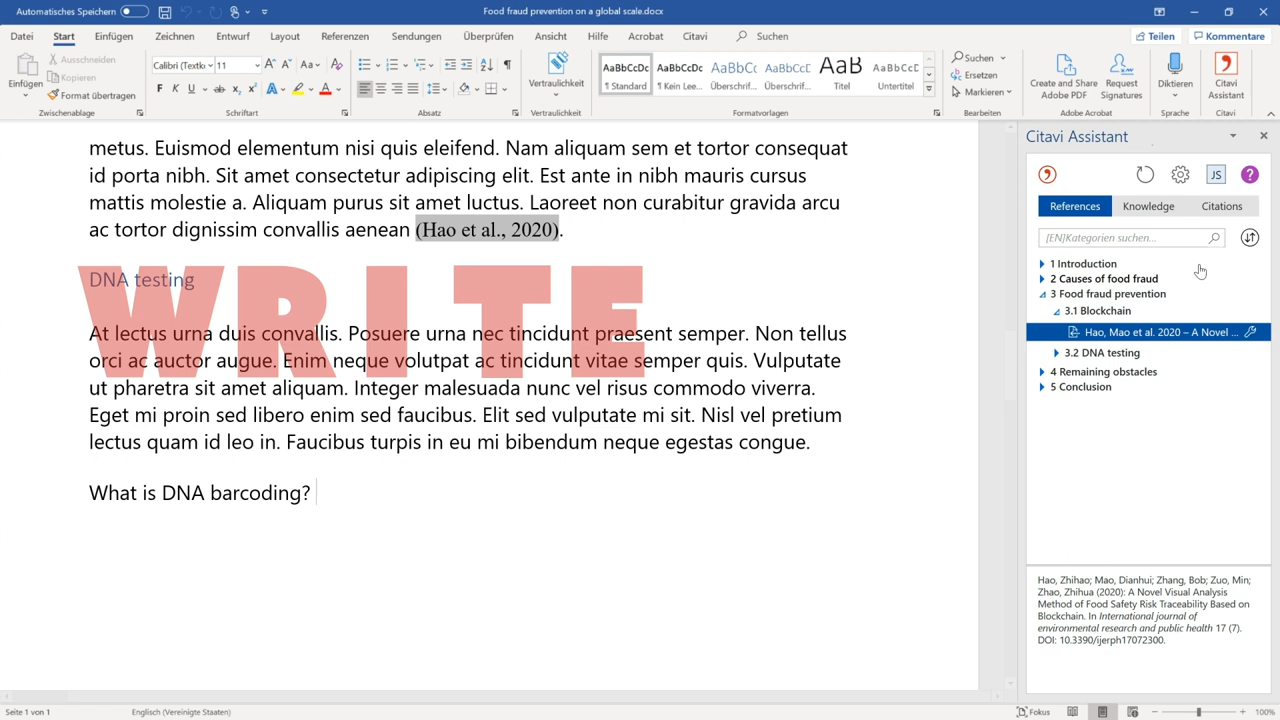 Automatisches Speichern
Food fraud prevention on a global scale.docx
Datei Start Einfügen Zeichnen Entwurf Layout Referenzen Sendungen Überprüfen Ansicht Hilfe Acrobat Citavi Suchen Teilen Kommentare
Einfügen
Ausschneiden
Kopieren
Format übertragen
Zwischenablage
Calibri (Textk 11
F K U
Schriftart
Absatz
Vertraulichkeit
Vertraulichkeit
AaBbCcDc AaBbCcDc AaBbCc AaBbCcE AaB AaBbCcD
¶ Standard ¶ Kein Lee... Überschrif... Überschrif... Titel Untertitel
Formatvorlagen
Suchen
Ersetzen
Markieren
Bearbeiten
Create and Share
Adobe PDF
Request
Signatures
Adobe Acrobat
Diktieren
Sprache
Citavi
Assistant
Citavi
metus. Euismod elementum nisi quis eleifend. Nam aliquam sem et tortor consequat
id porta nibh. Sit amet consectetur adipiscing elit. Est ante in nibh mauris cursus
mattis molestie a. Aliquam purus sit amet luctus. Laoreet non curabitur gravida arcu
ac tortor dignissim convallis aenean (Hao et al., 2020).
DNA testing
WRITE
At lectus urna duis convallis. Posuere urna nec tincidunt praesent semper. Non tellus
orci ac auctor augue. Enim neque volutpat ac tincidunt vitae semper quis. Vulputate
ut pharetra sit amet aliquam. Integer malesuada nunc vel risus commodo viverra.
Eget mi proin sed libero enim sed faucibus. Elit sed vulputate mi sit. Nisl vel pretium
lectus quam id leo in. Faucibus turpis in eu mi bibendum neque egestas congue.
What is DNA barcoding?
Citavi Assistant
JS
References Knowledge Citations
[EN]Kategorien suchen...
1 Introduction
2 Causes of food fraud
3 Food fraud prevention
3.1 Blockchain
Hao, Mao et al. 2020 – A Novel ...
3.2 DNA testing
4 Remaining obstacles
5 Conclusion
Hao, Zhihao; Mao, Dianhui; Zhang, Bob; Zuo, Min;
Zhao, Zhihua (2020): A Novel Visual Analysis
Method of Food Safety Risk Traceability Based on
Blockchain. In International journal of
environmental research and public health 17 (7).
DOI: 10.3390/ijerph17072300.
Seite 1 von 1
Englisch (Vereinigte Staaten)
Fokus
100%